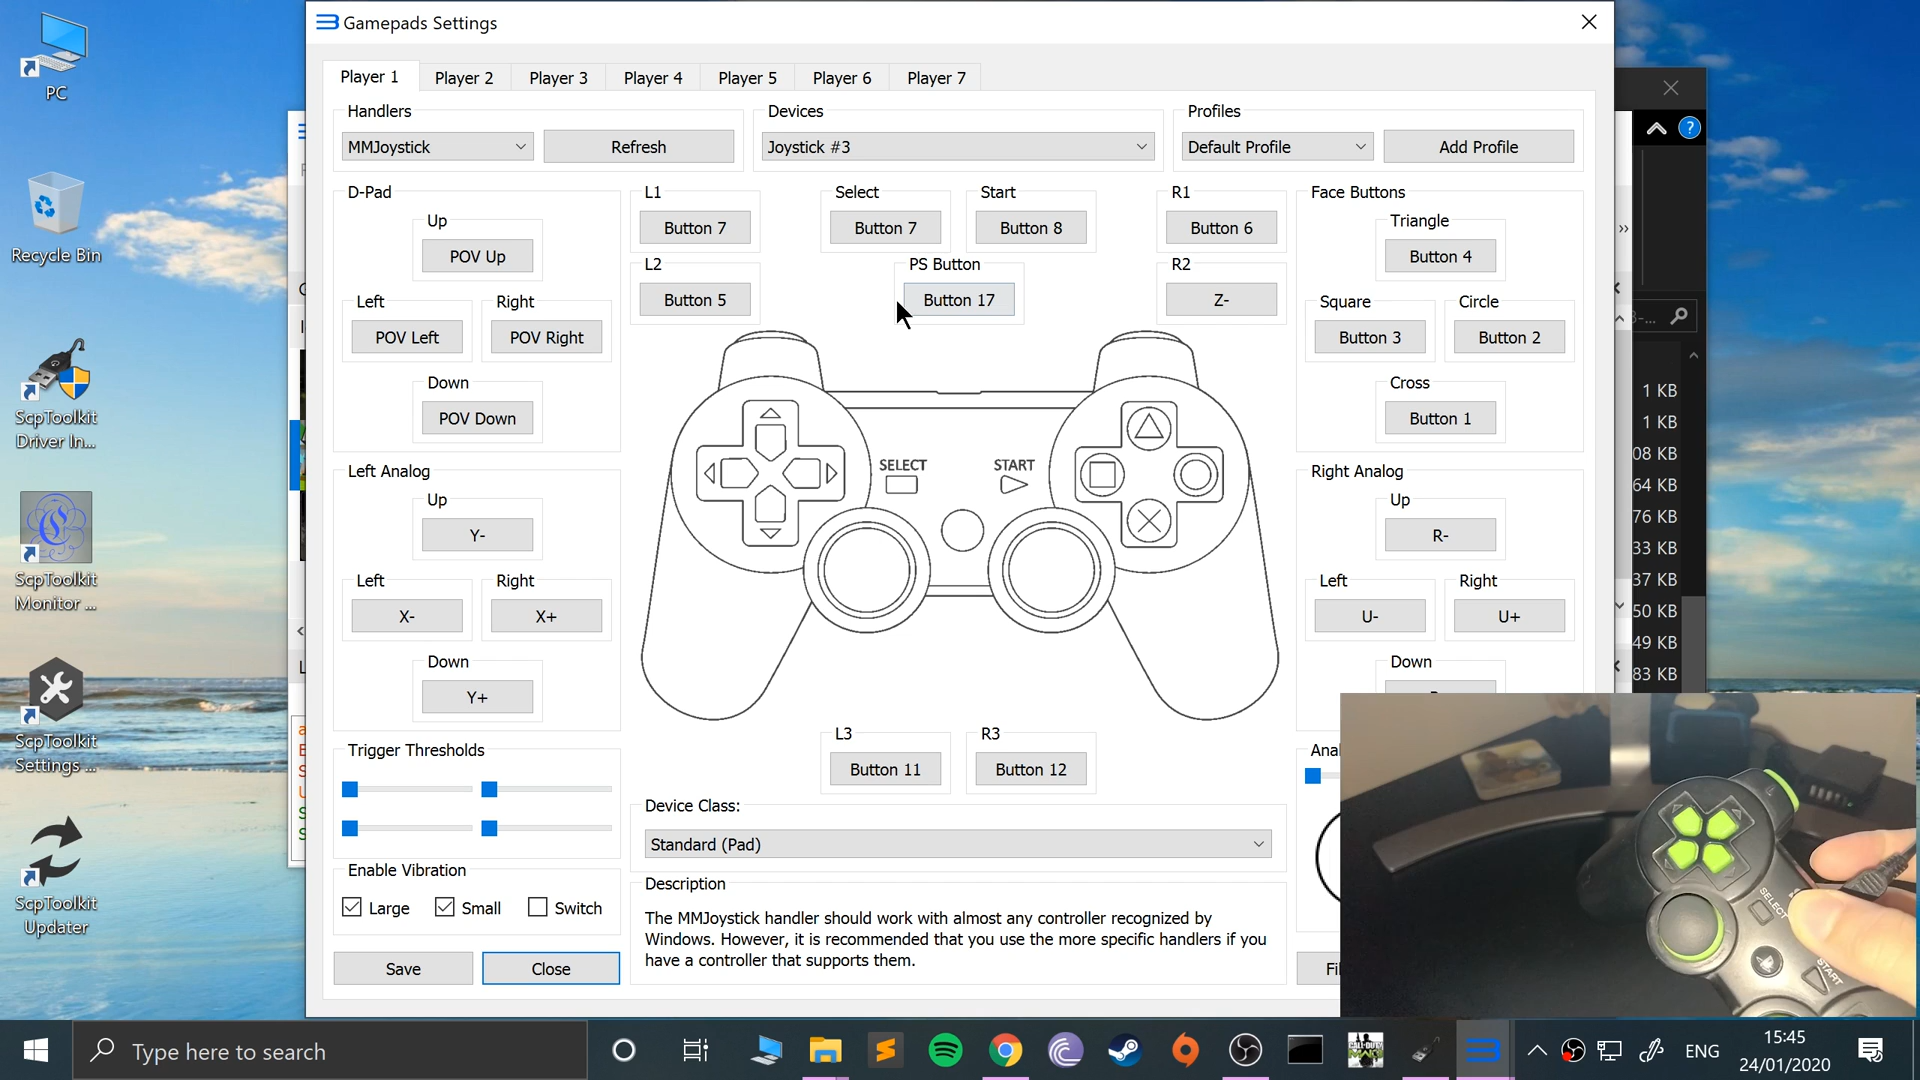 Gamepads Settings
Player 1
Player 2
Player 3
Player 4
Player 5
Player 6
Player 7
Handlers
MMJoystick
Refresh
Devices
Joystick #3
Profiles
Default Profile
Add Profile
D-Pad
Up
POV Up
Left
POV Left
Right
POV Right
Down
POV Down
L1
Button 7
L2
Button 5
Select
Button 7
Start
Button 8
PS Button
Button 17
R1
Button 6
R2
Z-
Face Buttons
Triangle
Button 4
Square
Button 3
Circle
Button 2
Cross
Button 1
SELECT
START
Left Analog
Up
Y-
Left
X-
Right
X+
Down
Y+
Right Analog
Up
R-
Left
U-
Right
U+
Down
L3
Button 11
R3
Button 12
Trigger Thresholds
Enable Vibration
Large
Small
Switch
Save
Close
Device Class:
Standard (Pad)
Description
The MMJoystick handler should work with almost any controller recognized by
Windows. However, it is recommended that you use the more specific handlers if you
have a controller that supports them.
PC
Recycle Bin
ScpToolkit
Driver In...
ScpToolkit
Monitor ...
ScpToolkit
Settings ...
ScpToolkit
Updater
1 KB
1 KB
08 KB
64 KB
76 KB
33 KB
37 KB
50 KB
49 KB
83 KB
SELECT
START
Type here to search
ENG
15:45
24/01/2020